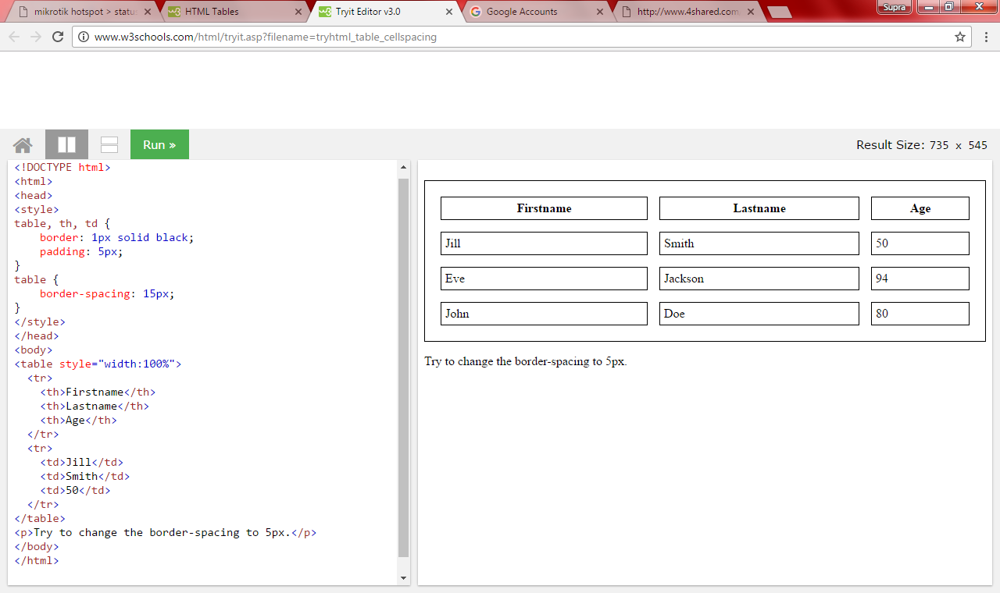 mikrotik hotspot > statu
HTML Tables
Tryit Editor v3.0
Google Accounts
http://www.4shared.com
Supra
www.w3schools.com/html/tryit.asp?filename=tryhtml_table_cellspacing
Run »
Result Size: 735 x 545
<!DOCTYPE html>
<html>
<head>
<style>
table, th, td {
    border: 1px solid black;
    padding: 5px;
}
table {
    border-spacing: 15px;
}
</style>
</head>
<body>
<table style="width:100%">
  <tr>
    <th>Firstname</th>
    <th>Lastname</th>
    <th>Age</th>
  </tr>
  <tr>
    <td>Jill</td>
    <td>Smith</td>
    <td>50</td>
  </tr>
</table>
<p>Try to change the border-spacing to 5px.</p>
</body>
</html>
Firstname Lastname Age
Jill Smith 50
Eve Jackson 94
John Doe 80
Try to change the border-spacing to 5px.